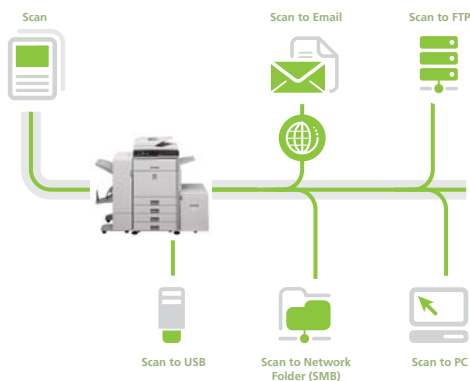 Scan
Scan to Email
Scan to FTP
Scan to USB
Scan to Network
Folder (SMB)
Scan to PC